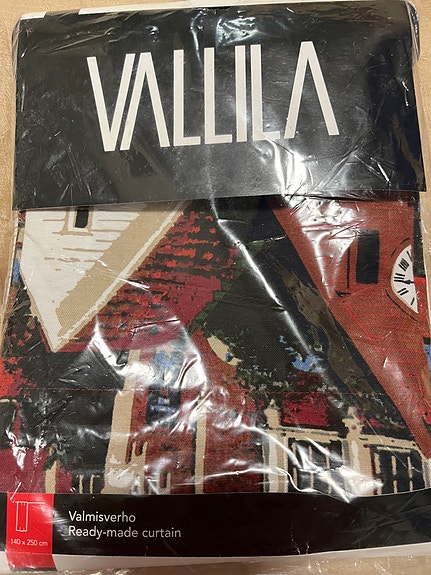 VALLILA
Valmisverho
Ready-made curtain
140 x 250 cm